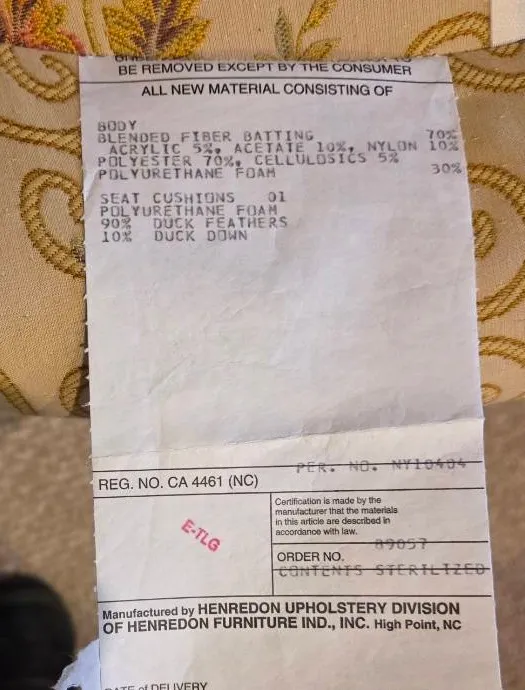 BE REMOVED EXCEPT BY THE CONSUMER
ALL NEW MATERIAL CONSISTING OF
BODY
BLENDED FIBER BATTING 70%
ACRYLIC 5%, ACETATE 10%, NYLON 10%
POLYESTER 70%, CELLULOSICS 5%
POLYURETHANE FOAM 30%
SEAT CUSHIONS 01
POLYURETHANE FOAM
90% DUCK FEATHERS
10% DUCK DOWN
PER. NO. NY18484
REG. NO. CA 4461 (NC)
Certification is made by the
manufacturer that the materials
in this article are described in
accordance with law.
E-TLG
89057
ORDER NO.
CONTENTS STERILIZED
Manufactured by HENREDON UPHOLSTERY DIVISION
OF HENREDON FURNITURE IND., INC. High Point, NC
DATE of DELIVERY